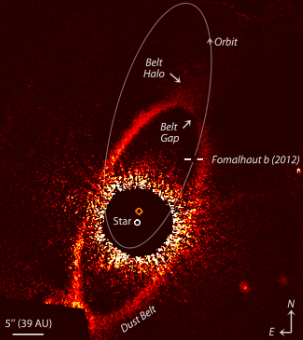 Orbit
Belt
Halo
Belt
Gap
Fomalhaut b (2012)
Star
Dust Belt
5″ (39 AU)
N
E